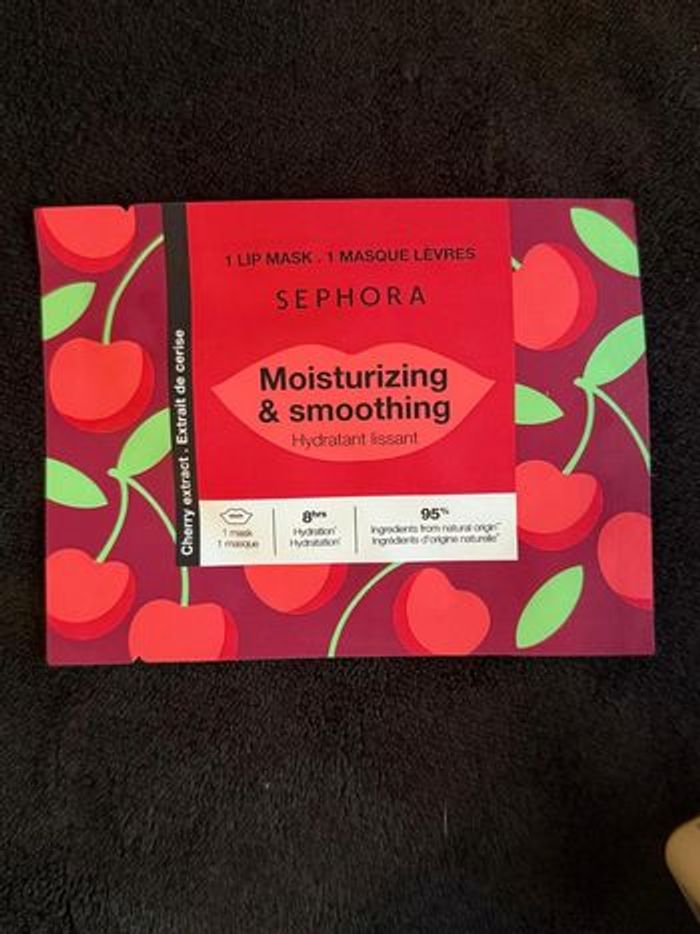 1 LIP MASK . 1 MASQUE LÈVRES
SEPHORA
Moisturizing
& smoothing
Hydratant lissant
Cherry extract . Extrait de cerise
1 mask
1 masque
8hrs
Hydration*
Hydratation*
95%
Ingredients from natural origin**
Ingrédients d'origine naturelle**